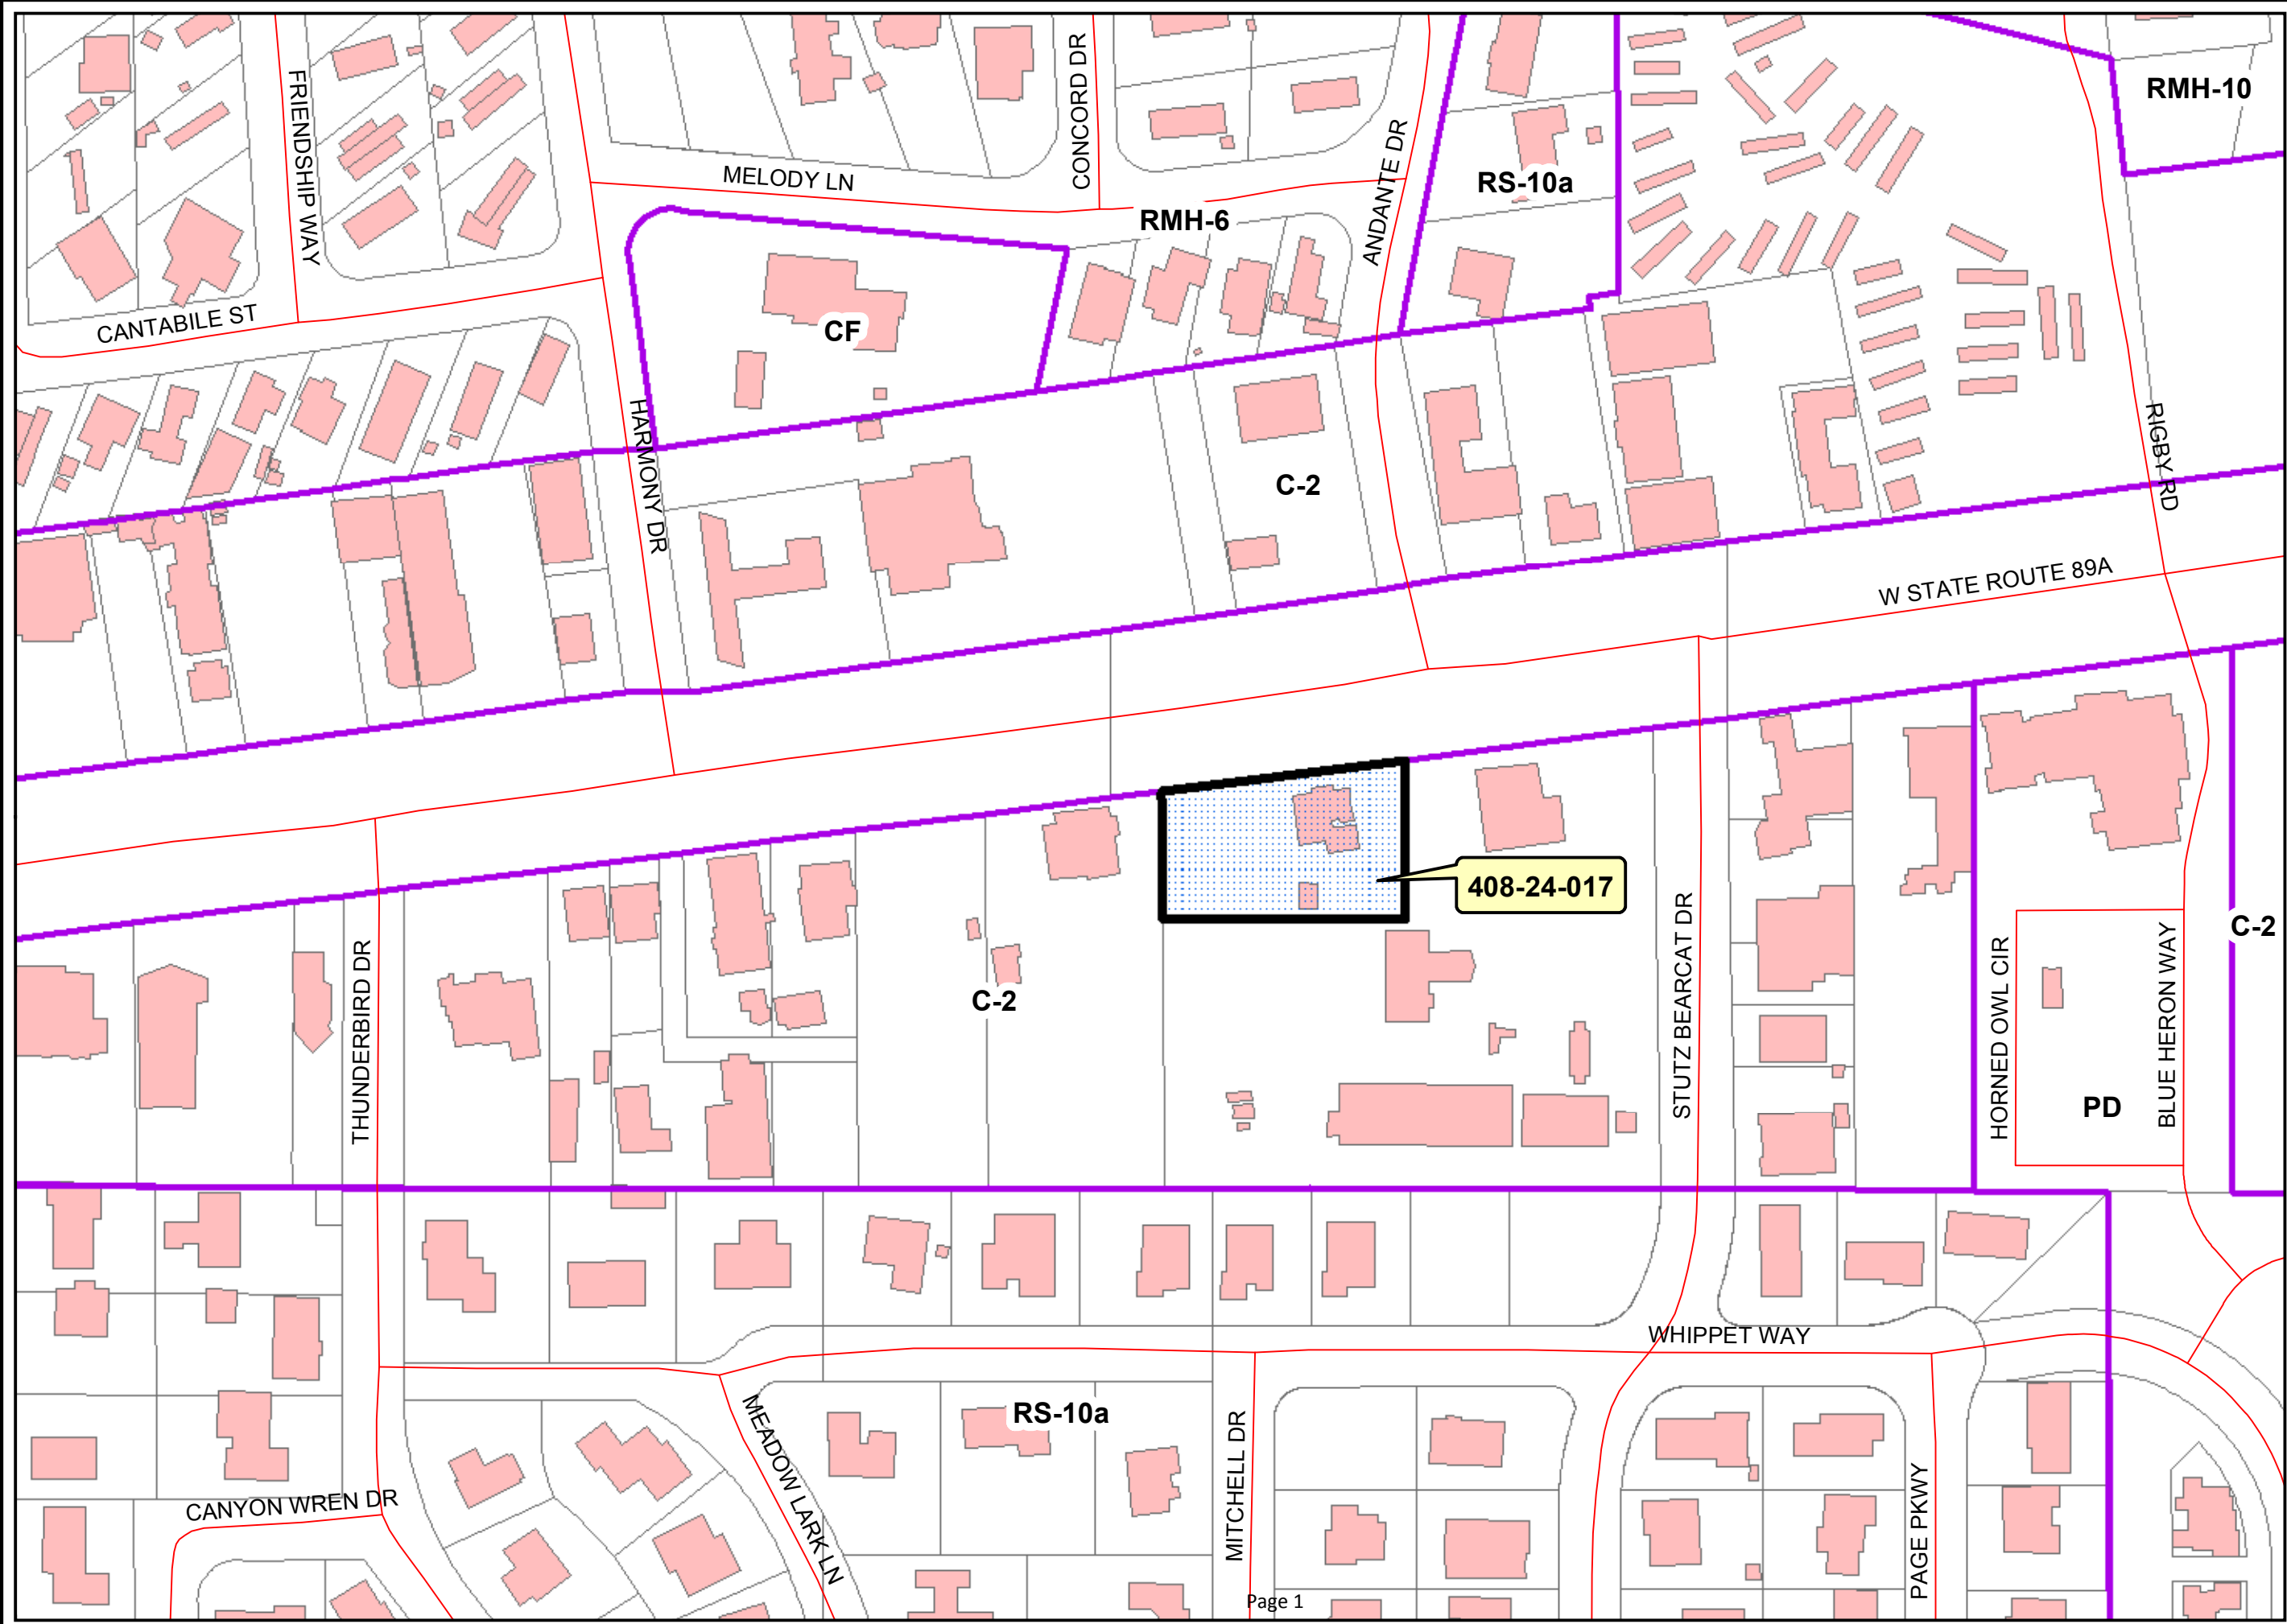 FRIENDSHIP WAY
CONCORD DR
RMH-10
MELODY LN
ANDANTE DR
RS-10a
RMH-6
CANTABILE ST
CF
HARMONY DR
C-2
RIGBY RD
W STATE ROUTE 89A
408-24-017
THUNDERBIRD DR
C-2
STUTZ BEARCAT DR
HORNED OWL CIR
BLUE HERON WAY
C-2
PD
WHIPPET WAY
MEADOW LARK LN
RS-10a
MITCHELL DR
PAGE PKWY
CANYON WREN DR
Page 1